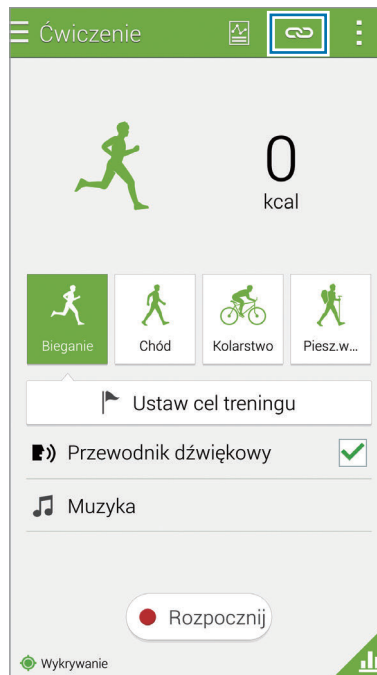 Ćwiczenie
0
kcal
Bieganie
Chód
Kolarstwo
Piesz.w...
Ustaw cel treningu
Przewodnik dźwiękowy
Muzyka
Rozpocznij
Wykrywanie